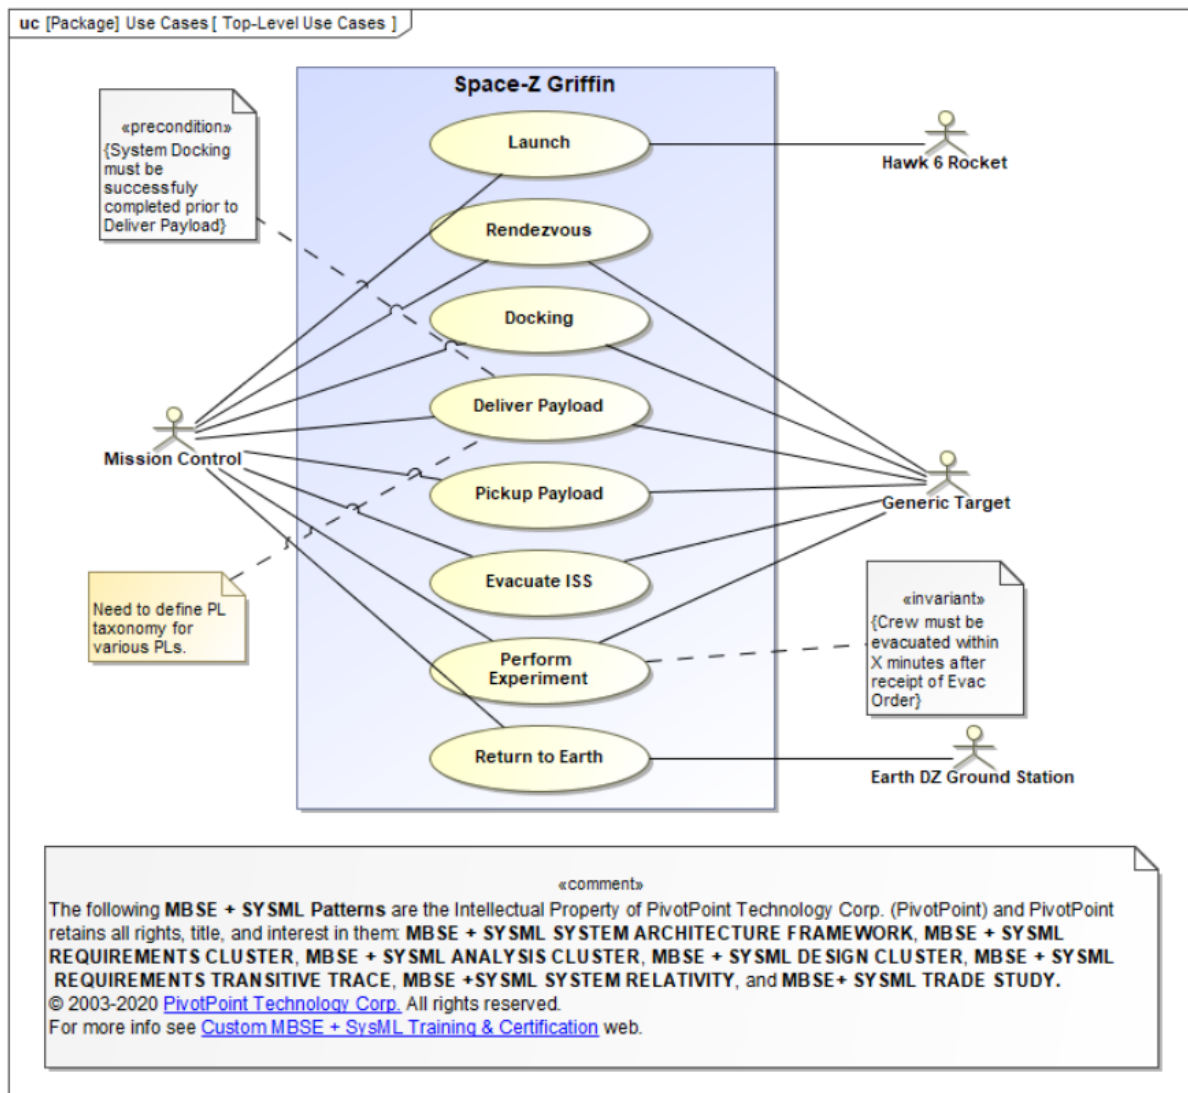 uc [Package] Use Cases [ Top-Level Use Cases ]
Space-Z Griffin
«precondition»
{System Docking
must be
successfuly
completed prior to
Deliver Payload}
Launch
Hawk 6 Rocket
Rendezvous
Docking
Deliver Payload
Mission Control
Pickup Payload
Generic Target
Evacuate ISS
Need to define PL
taxonomy for
various PLs.
«invariant»
{Crew must be
evacuated within
X minutes after
receipt of Evac
Order}
Perform
Experiment
Return to Earth
Earth DZ Ground Station
«comment»
The following MBSE + SYSML Patterns are the Intellectual Property of PivotPoint Technology Corp. (PivotPoint) and PivotPoint
retains all rights, title, and interest in them: MBSE + SYSML SYSTEM ARCHITECTURE FRAMEWORK, MBSE + SYSML
REQUIREMENTS CLUSTER, MBSE + SYSML ANALYSIS CLUSTER, MBSE + SYSML DESIGN CLUSTER, MBSE + SYSML
REQUIREMENTS TRANSITIVE TRACE, MBSE +SYSML SYSTEM RELATIVITY, and MBSE+ SYSML TRADE STUDY.
© 2003-2020 PivotPoint Technology Corp. All rights reserved.
For more info see Custom MBSE + SysML Training & Certification web.